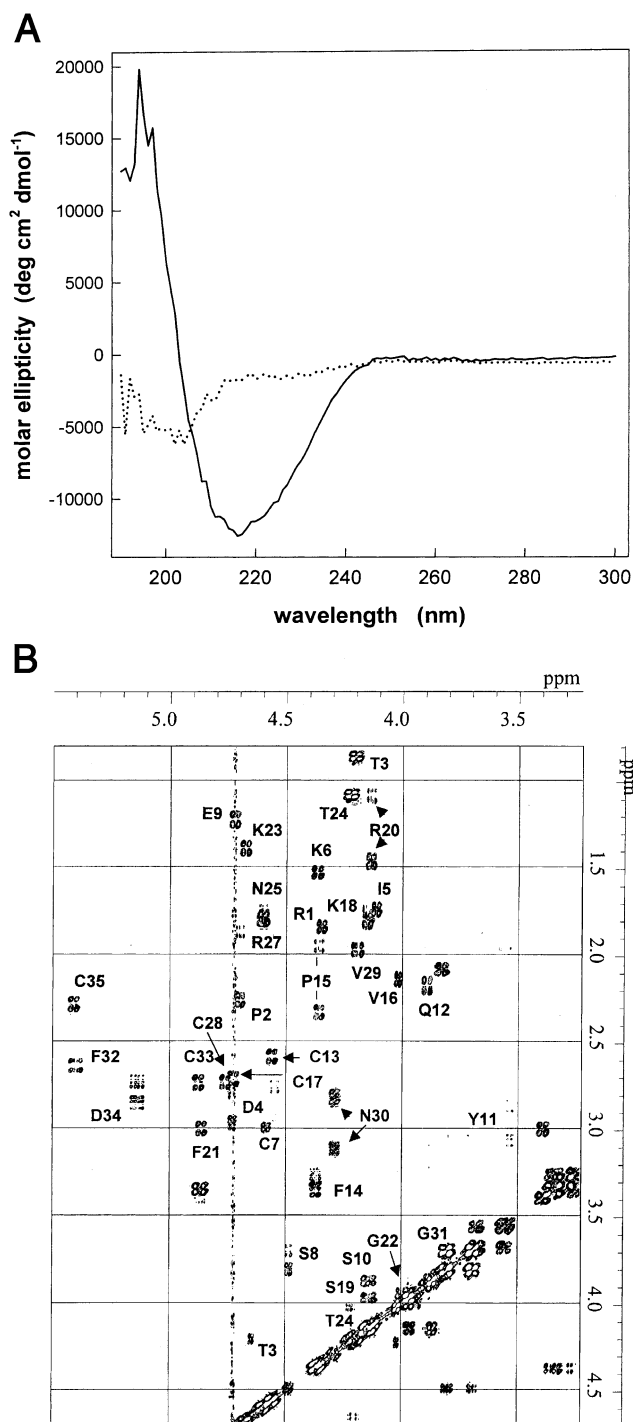 A
molar ellipticity (deg cm² dmol⁻¹)
20000
15000
10000
5000
0
-5000
-10000
200 220 240 260 280 300
wavelength (nm)
B
ppm
5.0 4.5 4.0 3.5
ppm
T3
E9 T24
K23 R20
K6
1.5
N25 R1 K18 I5
R27
2.0
C35 P15 V29 V16 Q12
P2
C28
2.5
F32 C33 C13
C17
D34 D4 N30 Y11
C7
3.0
F21
F14
3.5
S8 G22 G31
S10
S19
4.0
T24
T3
4.5